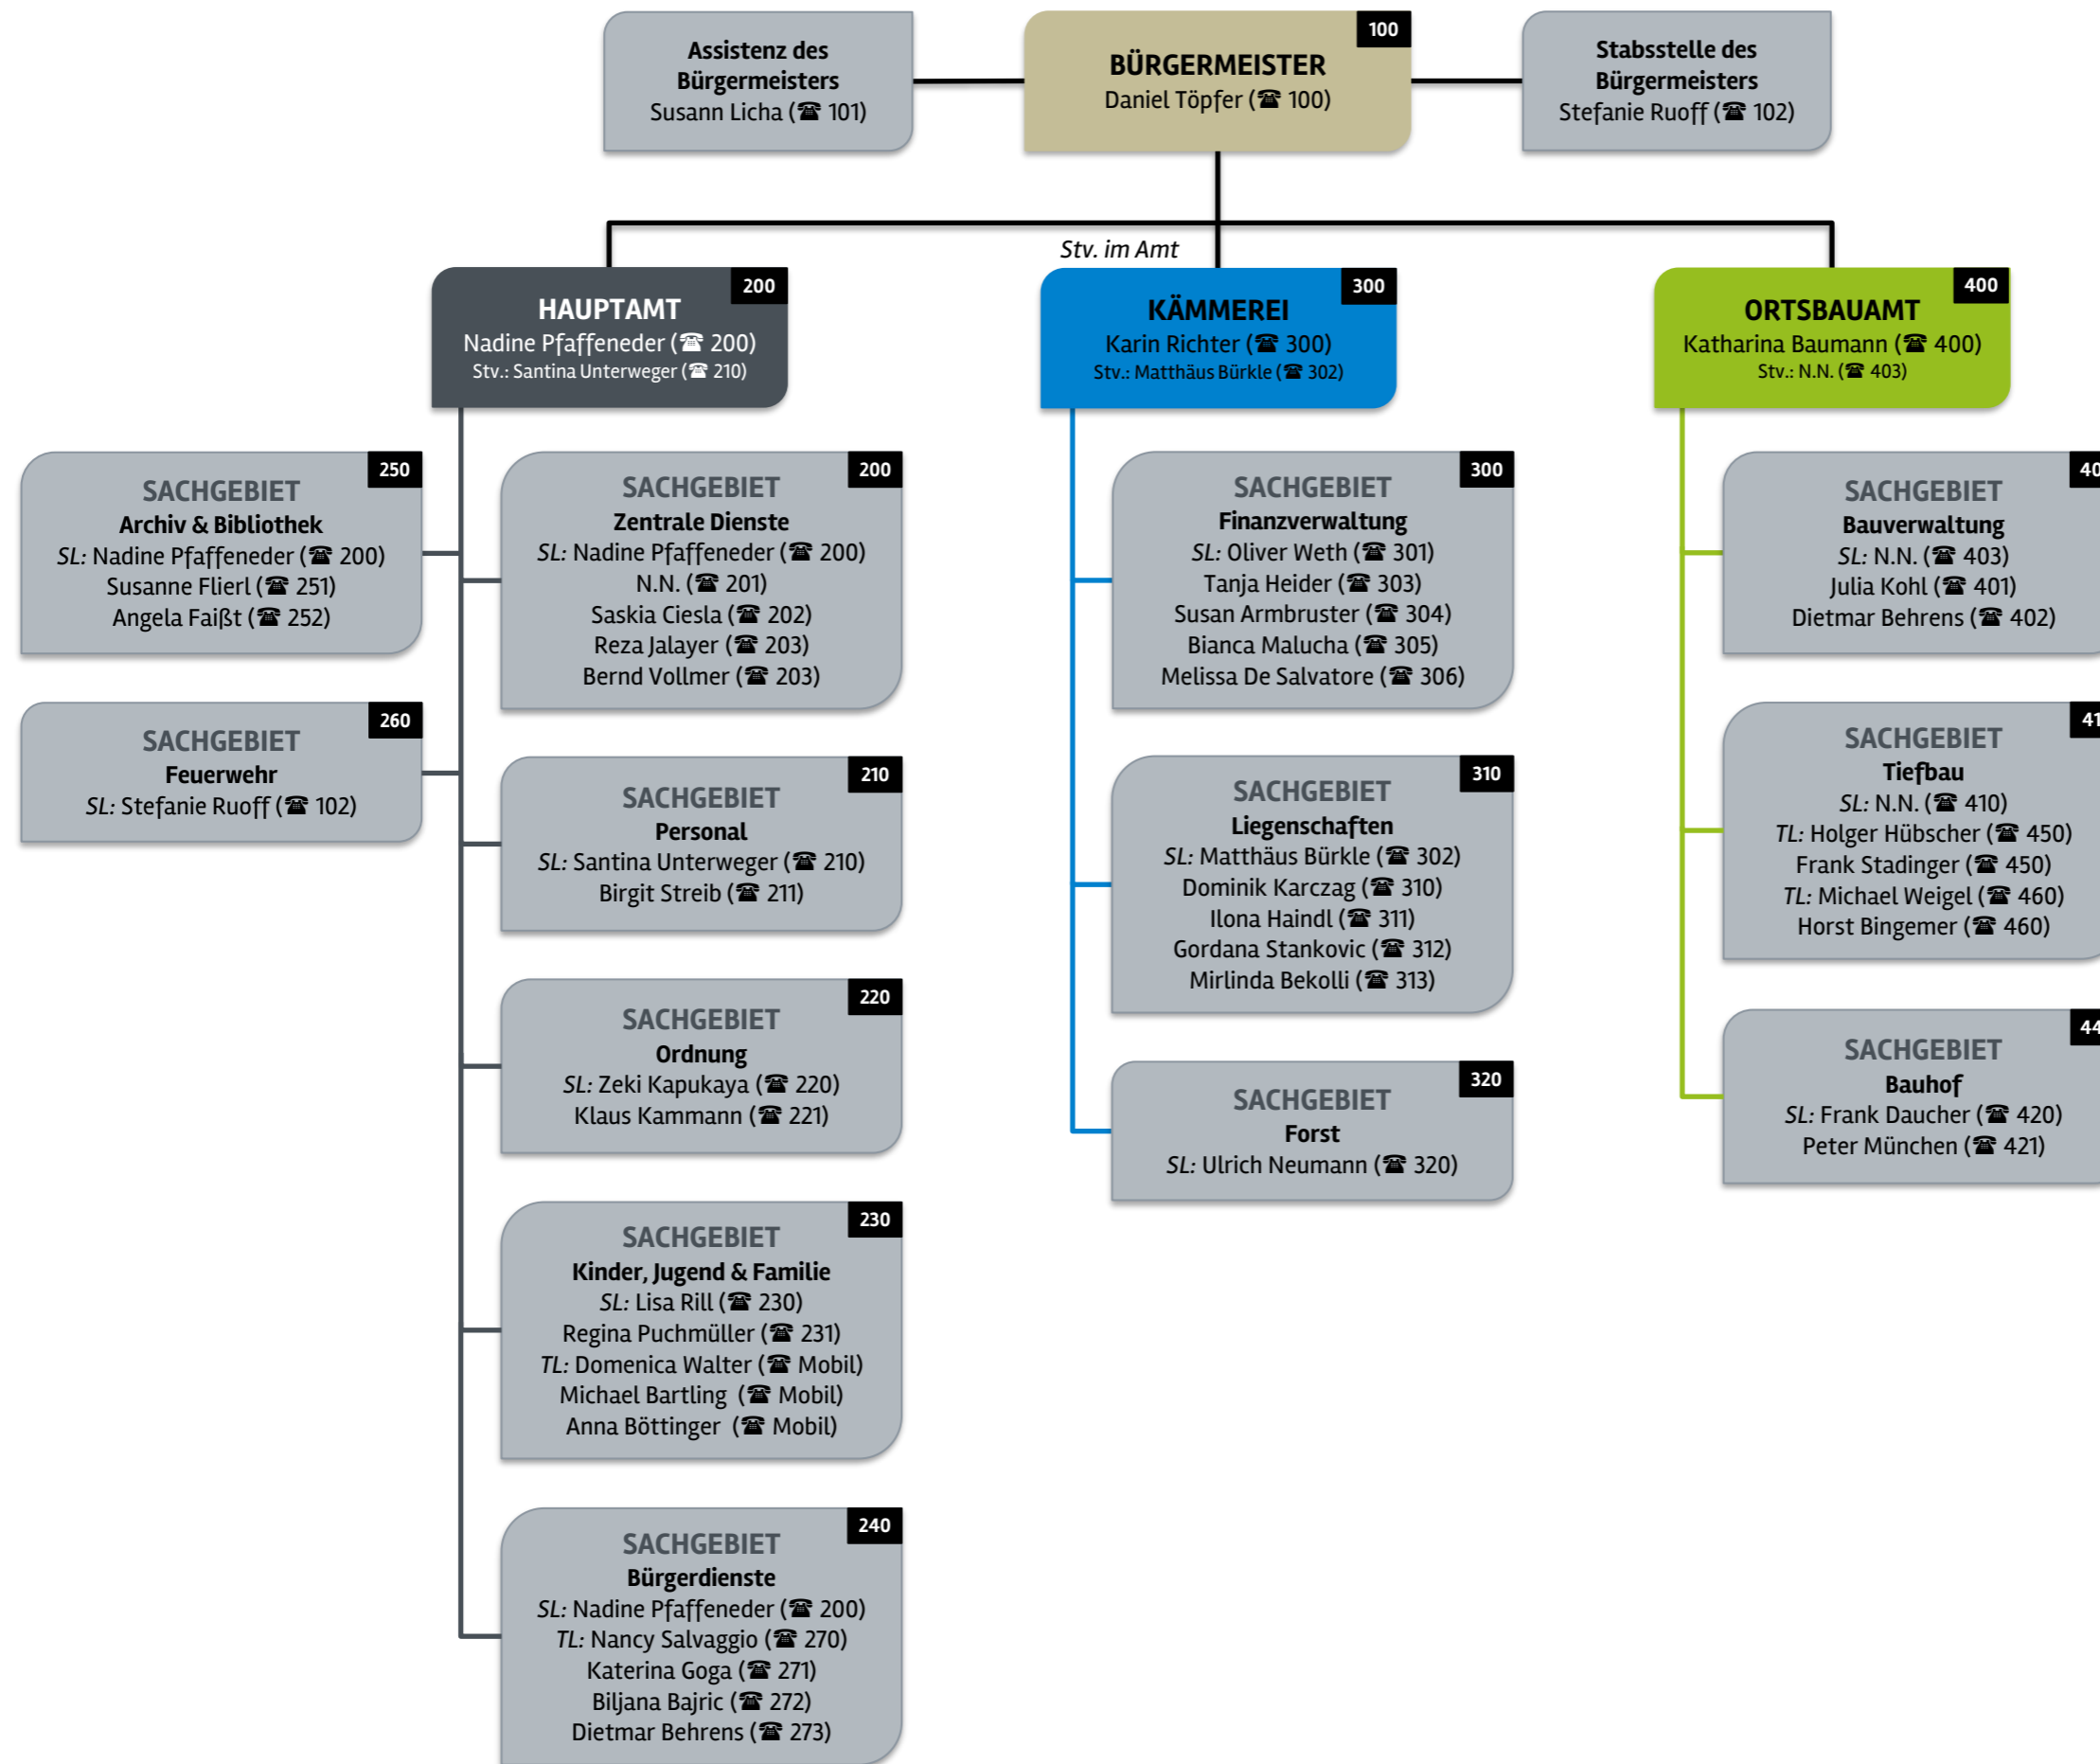 Assistenz des
Bürgermeisters
Susann Licha (☎ 101)
100
BÜRGERMEISTER
Daniel Töpfer (☎ 100)
Stabsstelle des
Bürgermeisters
Stefanie Ruoff (☎ 102)
Stv. im Amt
200
HAUPTAMT
Nadine Pfaffeneder (☎ 200)
Stv.: Santina Unterweger (☎ 210)
300
KÄMMEREI
Karin Richter (☎ 300)
Stv.: Matthäus Bürkle (☎ 302)
400
ORTSBAUAMT
Katharina Baumann (☎ 400)
Stv.: N.N. (☎ 403)
250
SACHGEBIET
Archiv & Bibliothek
SL: Nadine Pfaffeneder (☎ 200)
Susanne Flierl (☎ 251)
Angela Faißt (☎ 252)
260
SACHGEBIET
Feuerwehr
SL: Stefanie Ruoff (☎ 102)
200
SACHGEBIET
Zentrale Dienste
SL: Nadine Pfaffeneder (☎ 200)
N.N. (☎ 201)
Saskia Ciesla (☎ 202)
Reza Jalayer (☎ 203)
Bernd Vollmer (☎ 203)
210
SACHGEBIET
Personal
SL: Santina Unterweger (☎ 210)
Birgit Streib (☎ 211)
220
SACHGEBIET
Ordnung
SL: Zeki Kapukaya (☎ 220)
Klaus Kammann (☎ 221)
230
SACHGEBIET
Kinder, Jugend & Familie
SL: Lisa Rill (☎ 230)
Regina Puchmüller (☎ 231)
TL: Domenica Walter (☎ Mobil)
Michael Bartling (☎ Mobil)
Anna Böttinger (☎ Mobil)
240
SACHGEBIET
Bürgerdienste
SL: Nadine Pfaffeneder (☎ 200)
TL: Nancy Salvaggio (☎ 270)
Katerina Goga (☎ 271)
Biljana Bajric (☎ 272)
Dietmar Behrens (☎ 273)
300
SACHGEBIET
Finanzverwaltung
SL: Oliver Weth (☎ 301)
Tanja Heider (☎ 303)
Susan Armbruster (☎ 304)
Bianca Malucha (☎ 305)
Melissa De Salvatore (☎ 306)
310
SACHGEBIET
Liegenschaften
SL: Matthäus Bürkle (☎ 302)
Dominik Karczag (☎ 310)
Ilona Haindl (☎ 311)
Gordana Stankovic (☎ 312)
Mirlinda Bekolli (☎ 313)
320
SACHGEBIET
Forst
SL: Ulrich Neumann (☎ 320)
SACHGEBIET
Bauverwaltung
SL: N.N. (☎ 403)
Julia Kohl (☎ 401)
Dietmar Behrens (☎ 402)
SACHGEBIET
Tiefbau
SL: N.N. (☎ 410)
TL: Holger Hübscher (☎ 450)
Frank Stadinger (☎ 450)
TL: Michael Weigel (☎ 460)
Horst Bingemer (☎ 460)
SACHGEBIET
Bauhof
SL: Frank Daucher (☎ 420)
Peter München (☎ 421)